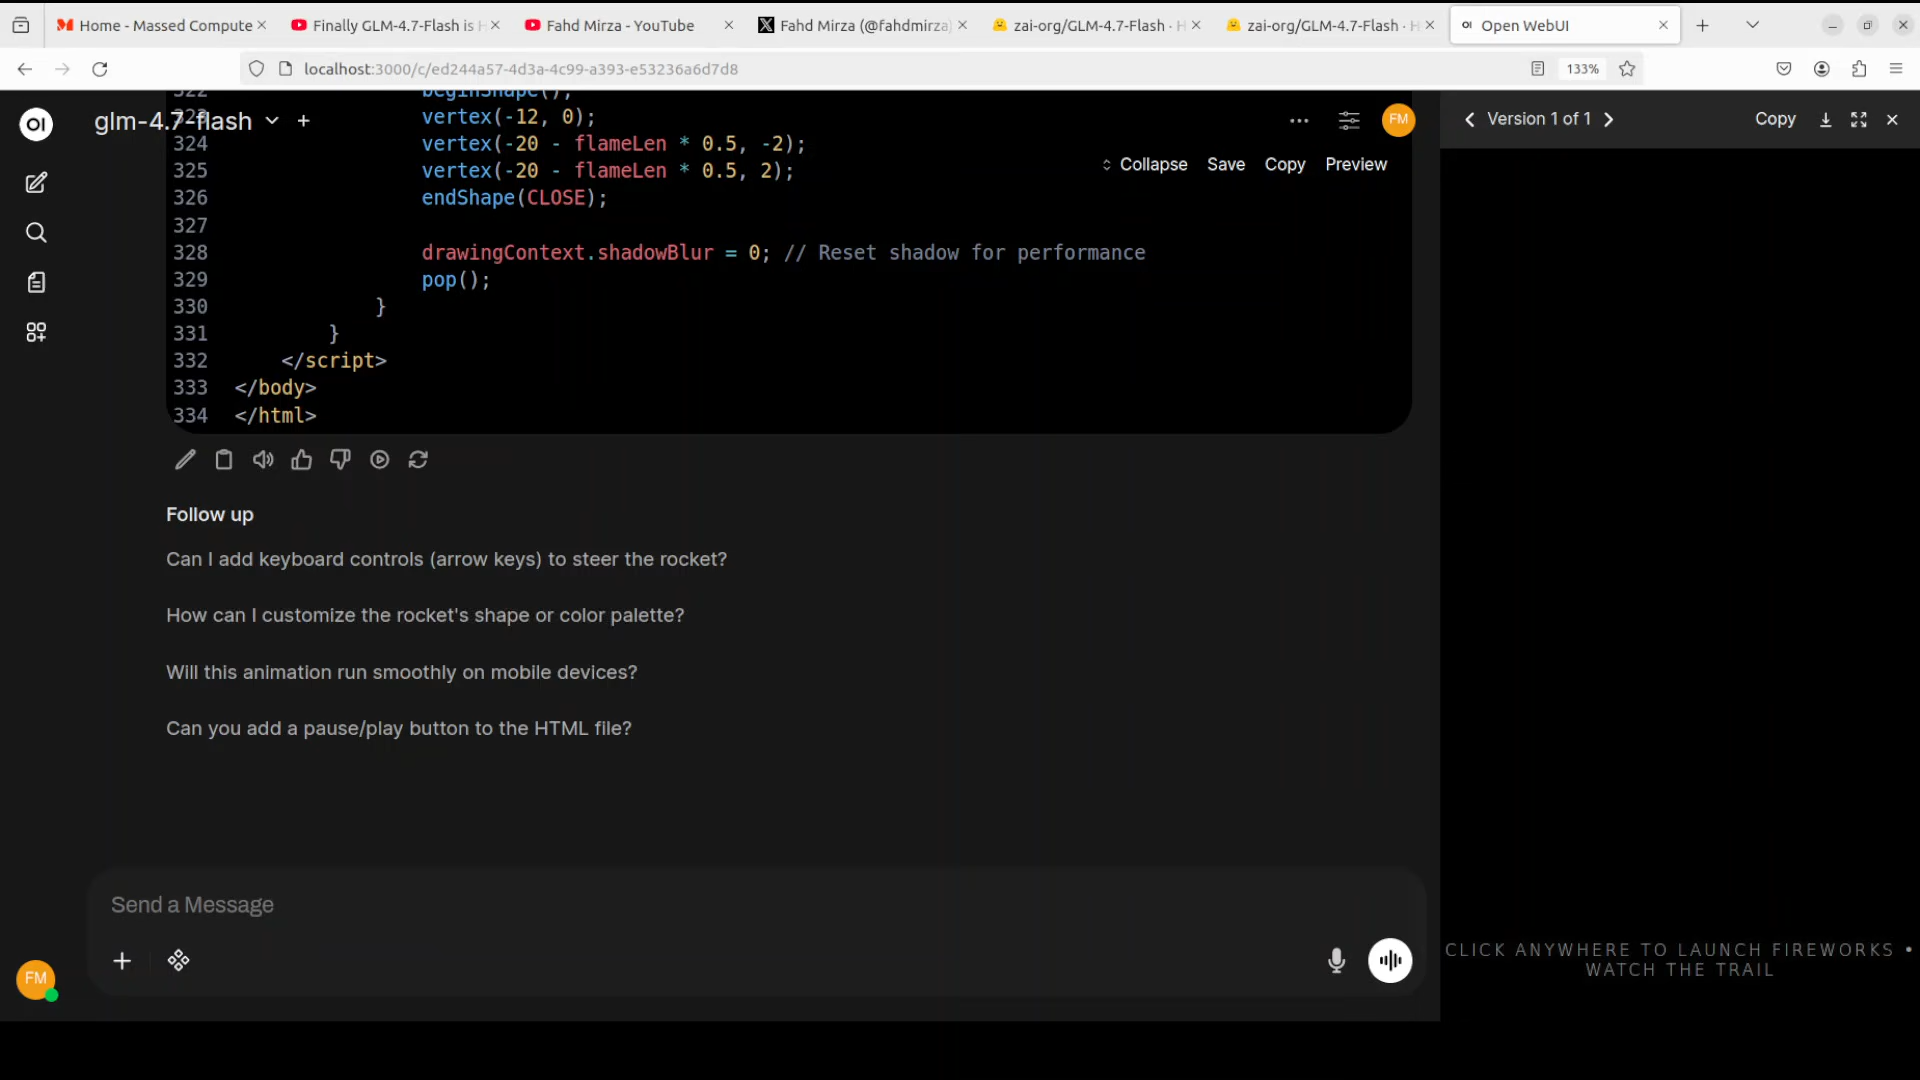 Home - Massed Compute
Finally GLM-4.7-Flash is H
Fahd Mirza - YouTube
Fahd Mirza (@fahdmirza)
zai-org/GLM-4.7-Flash · H
zai-org/GLM-4.7-Flash · H
OI Open WebUI
localhost:3000/c/ed244a57-4d3a-4c99-a393-e53236a6d7d8
133%
OI
glm-4.7-flash
FM
Version 1 of 1
Copy
322 beginShape();
323 vertex(-12, 0);
324 vertex(-20 - flameLen * 0.5, -2);
Collapse Save Copy Preview
325 vertex(-20 - flameLen * 0.5, 2);
326 endShape(CLOSE);
327
328 drawingContext.shadowBlur = 0; // Reset shadow for performance
329 pop();
330 }
331 }
332 </script>
333 </body>
334 </html>
Follow up
Can I add keyboard controls (arrow keys) to steer the rocket?
How can I customize the rocket's shape or color palette?
Will this animation run smoothly on mobile devices?
Can you add a pause/play button to the HTML file?
Send a Message
FM
CLICK ANYWHERE TO LAUNCH FIREWORKS •
WATCH THE TRAIL